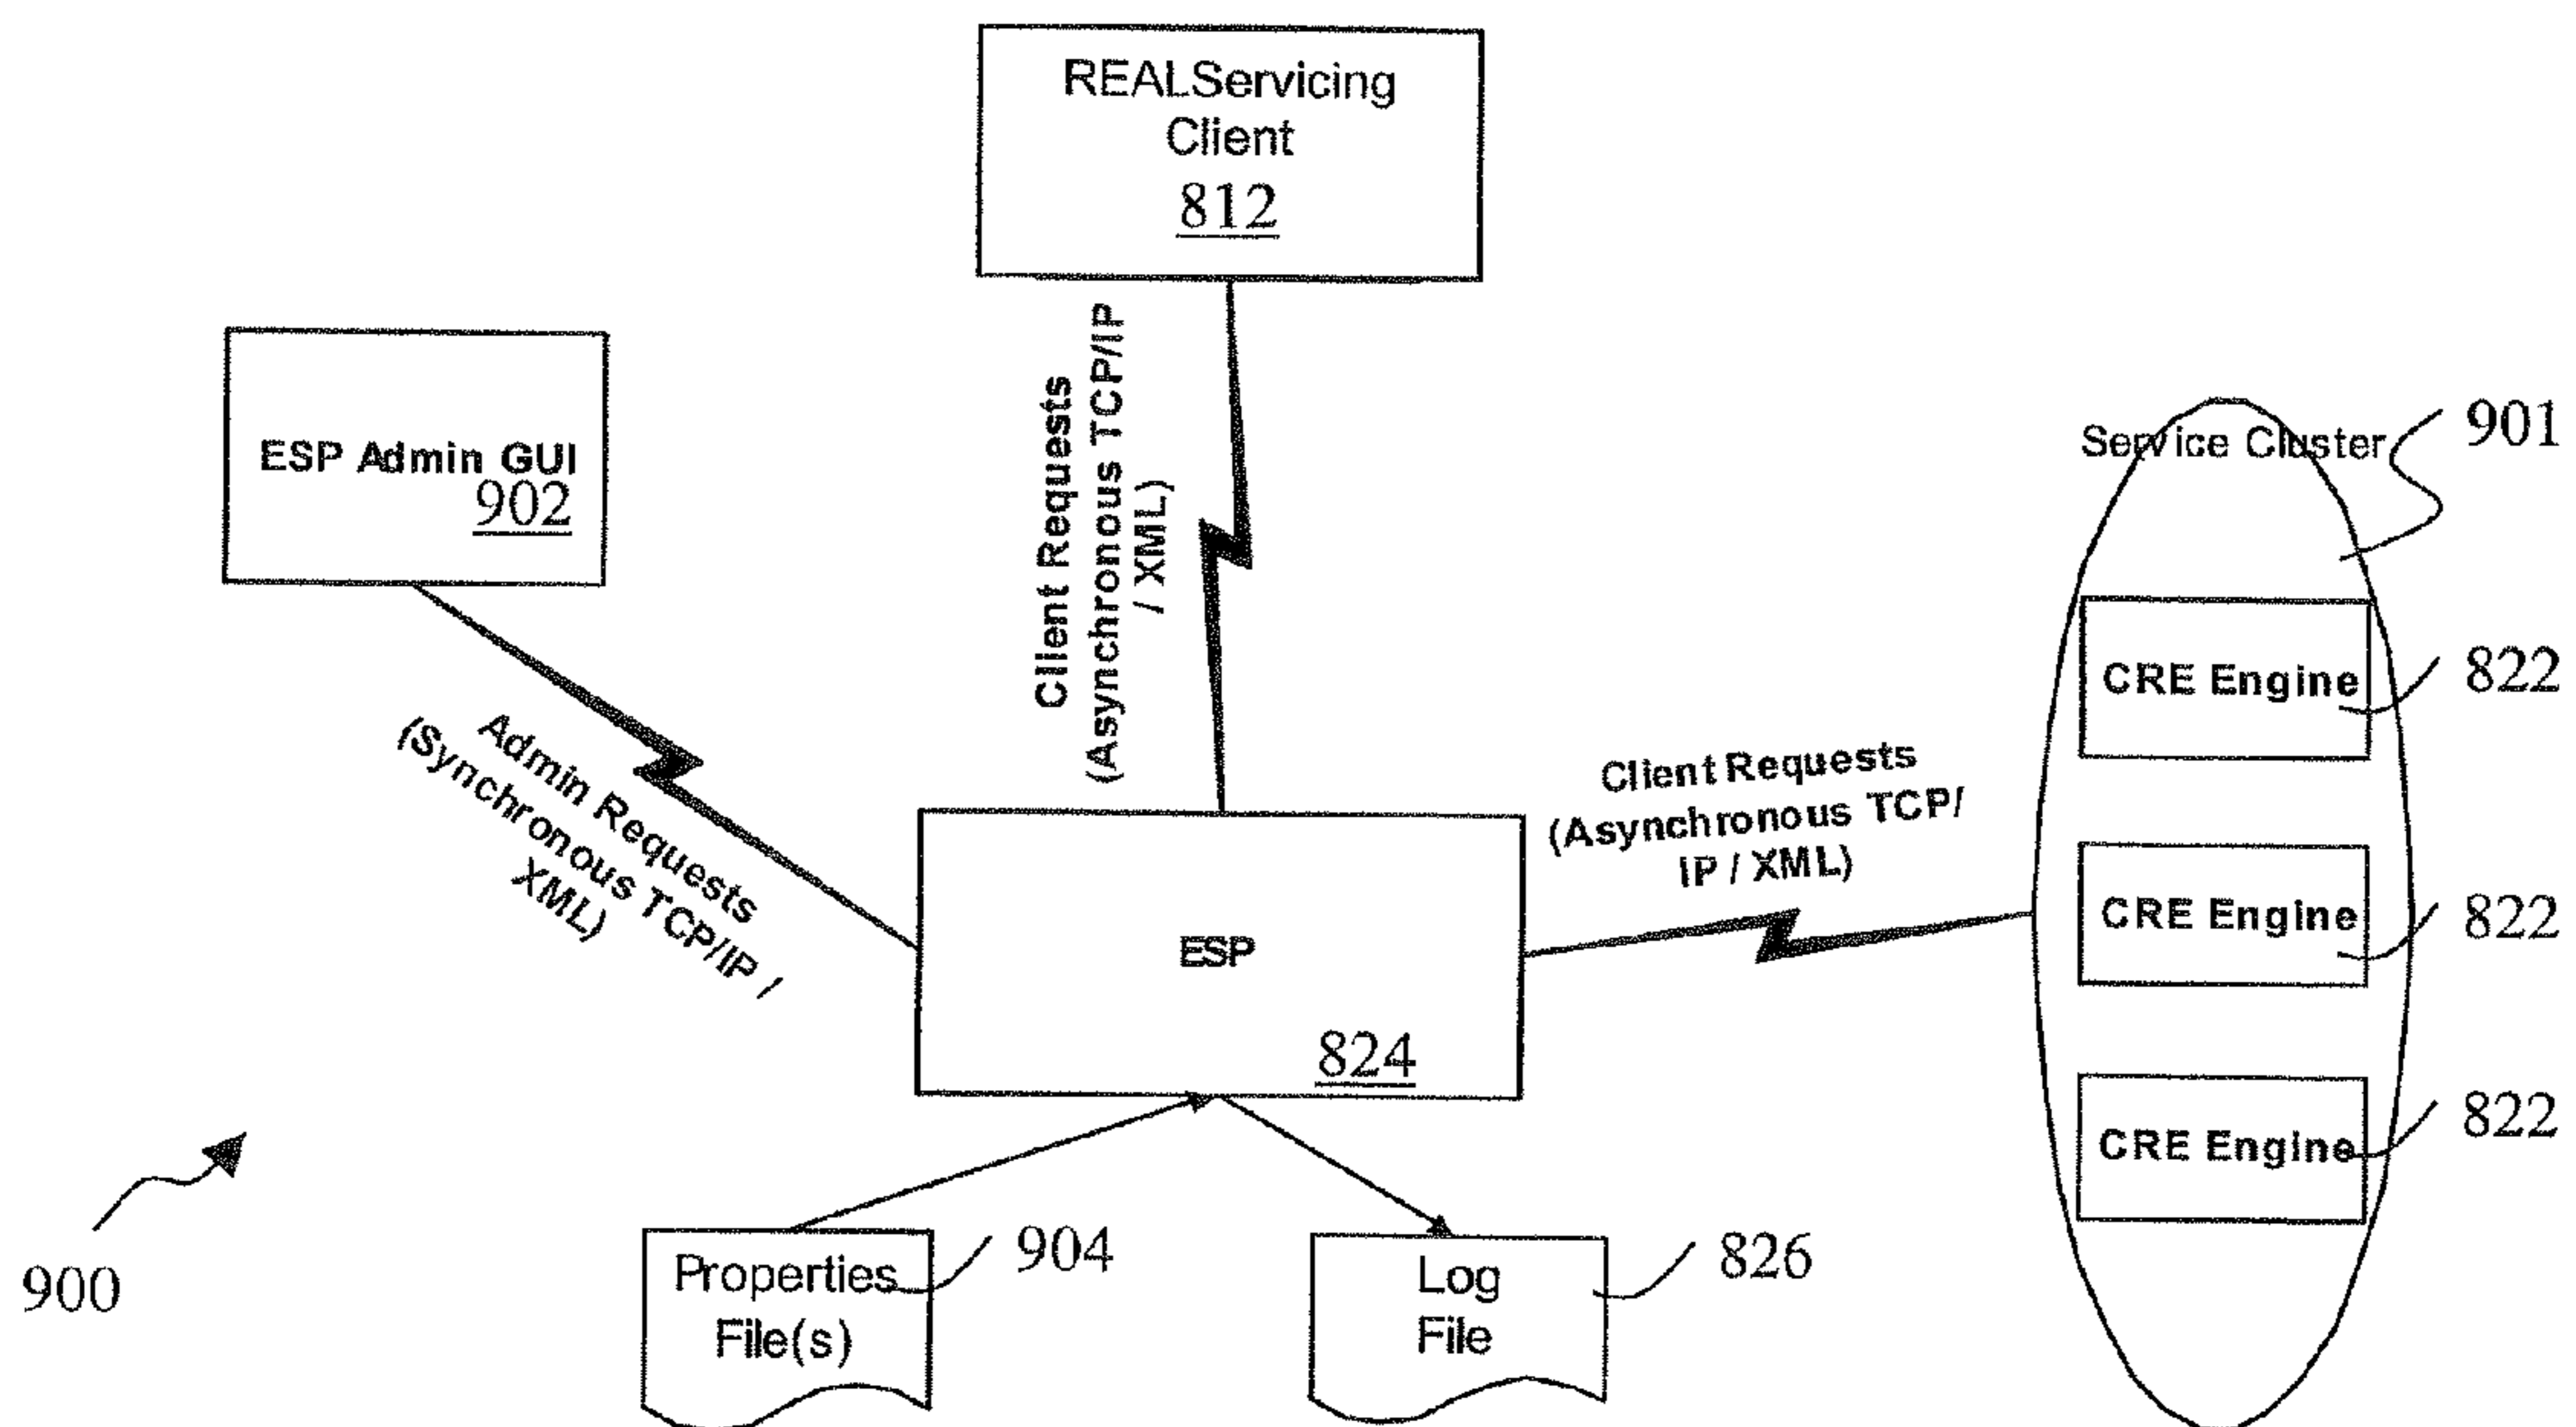 REALServicing
Client
812
ESP Admin GUI
902
Client Requests
(Asynchronous TCP/IP
/ XML)
Service Cluster
901
Admin Requests
(Synchronous TCP/IP /
XML)
Client Requests
(Asynchronous TCP/
IP / XML)
CRE Engine
822
CRE Engine
822
CRE Engine
822
ESP
824
900
Properties
File(s)
904
Log
File
826